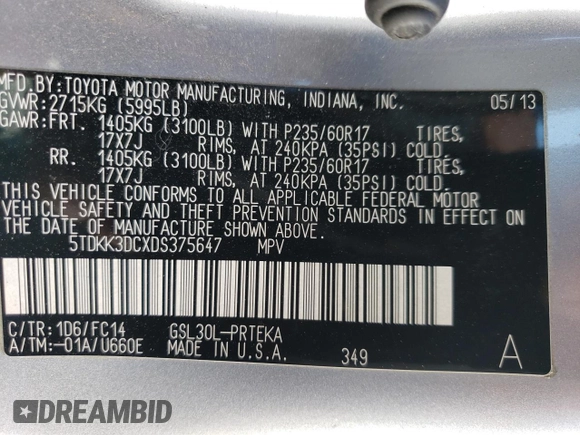 MFD.BY:TOYOTA MOTOR MANUFACTURING, INDIANA, INC. 05/13
GVWR:2715KG (5995LB)
GAWR:FRT. 1405KG (3100LB) WITH P235/60R17 TIRES,
17X7J RIMS, AT 240KPA (35PSI) COLD.
RR. 1405KG (3100LB) WITH P235/60R17 TIRES,
17X7J RIMS, AT 240KPA (35PSI) COLD.
THIS VEHICLE CONFORMS TO ALL APPLICABLE FEDERAL MOTOR
VEHICLE SAFETY AND THEFT PREVENTION STANDARDS IN EFFECT ON
THE DATE OF MANUFACTURE SHOWN ABOVE.
5TDKK3DCXDS375647 MPV
C/TR:1D6/FC14 GSL30L-PRTEKA
A/TM:-01A/U660E MADE IN U.S.A. 349 A
DREAMBID